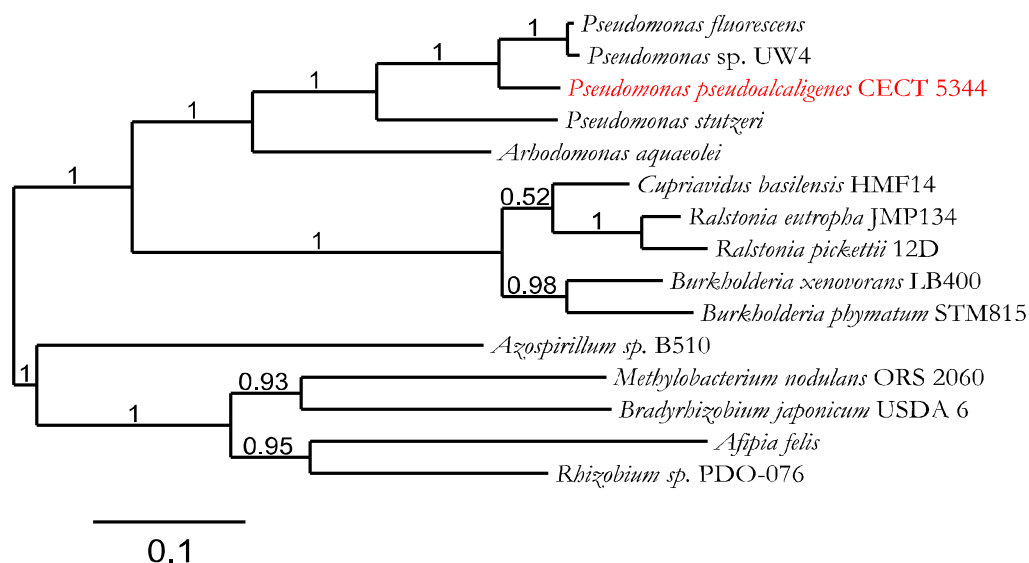 1
Pseudomonas fluorescens
Pseudomonas sp. UW4
1
Pseudomonas pseudoalcaligenes CECT 5344
1
Pseudomonas stutzeri
1
Arhodomonas aquaeolei
1
Cupriavidus basilensis HMF14
0.52
Ralstonia eutropha JMP134
1
Ralstonia pickettii 12D
1
Burkholderia xenovorans LB400
0.98
Burkholderia phymatum STM815
Azospirillum sp. B510
1
Methylobacterium nodulans ORS 2060
0.93
Bradyrhizobium japonicum USDA 6
1
Afipia felis
0.95
Rhizobium sp. PDO-076
0.1